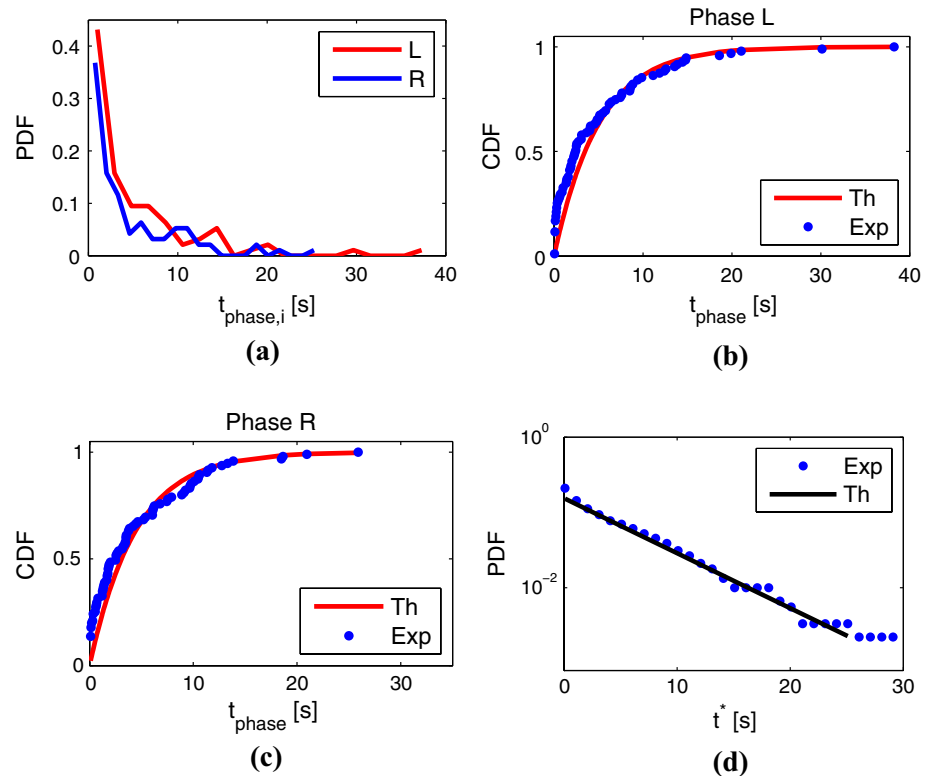 0.4
0.3
0.2
0.1
0
PDF
L
R
0 10 20 30 40
t_phase,i [s]
(a)
Phase L
1
0.5
0
CDF
Th
Exp
0 10 20 30 40
t_phase [s]
(b)
Phase R
1
0.5
0
CDF
Th
Exp
0 10 20 30
t_phase [s]
(c)
10^0
10^-2
PDF
Exp
Th
0 10 20 30
t^* [s]
(d)